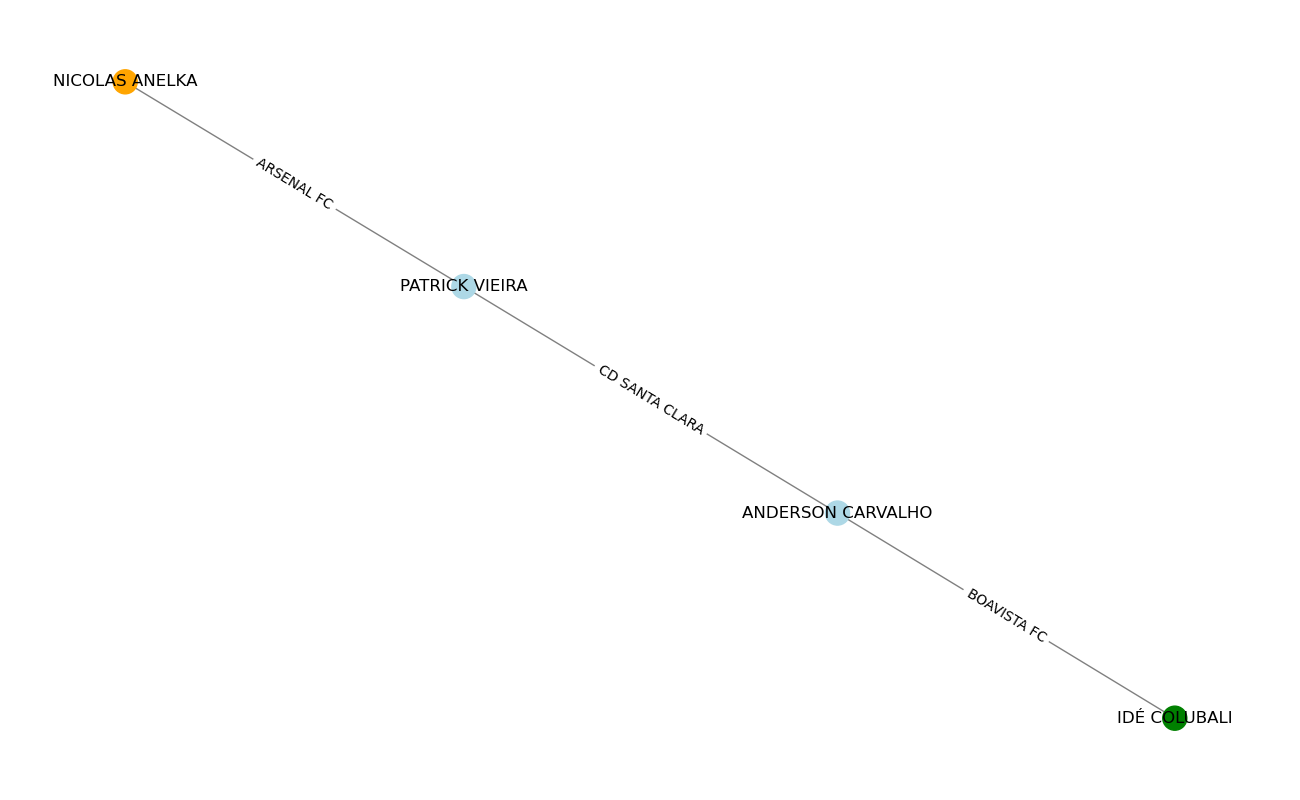 NICOLAS ANELKA
ARSENAL FC
PATRICK VIEIRA
CD SANTA CLARA
ANDERSON CARVALHO
BOAVISTA FC
IDÉ COLUBALI